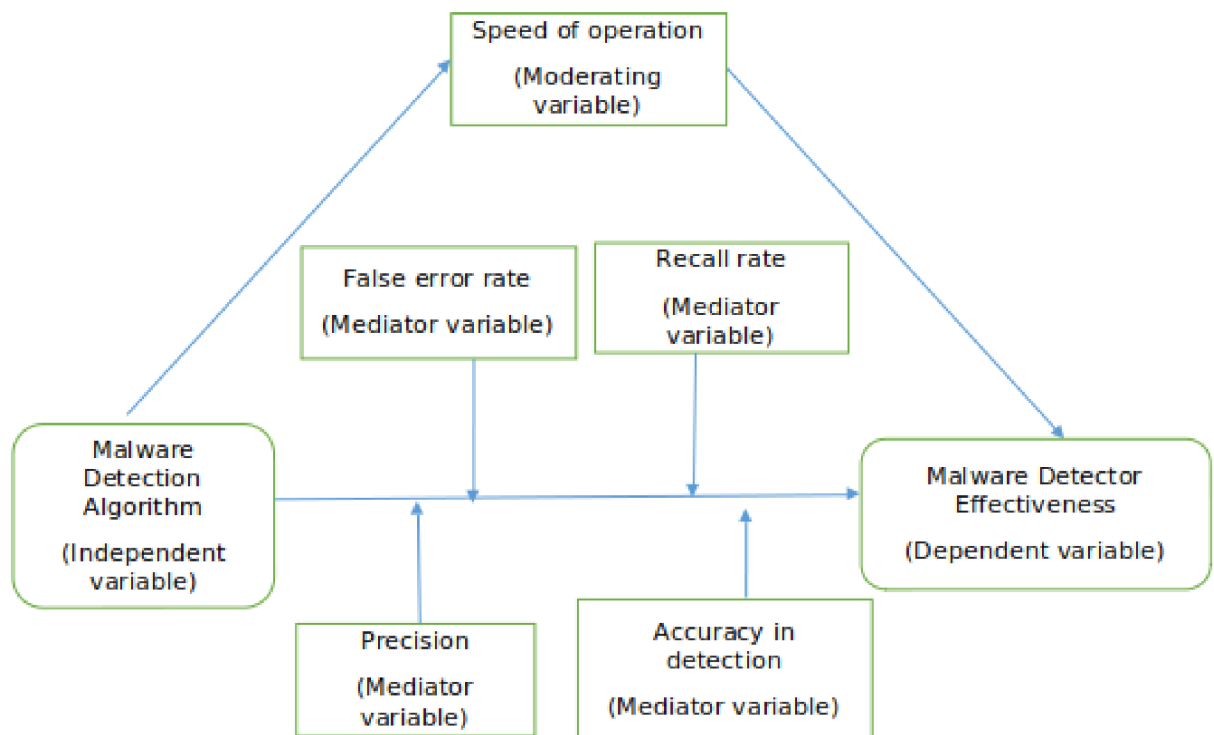 Speed of operation
(Moderating
variable)
False error rate
(Mediator variable)
Recall rate
(Mediator
variable)
Malware
Detection
Algorithm
(Independent
variable)
Malware Detector
Effectiveness
(Dependent variable)
Precision
(Mediator
variable)
Accuracy in
detection
(Mediator variable)